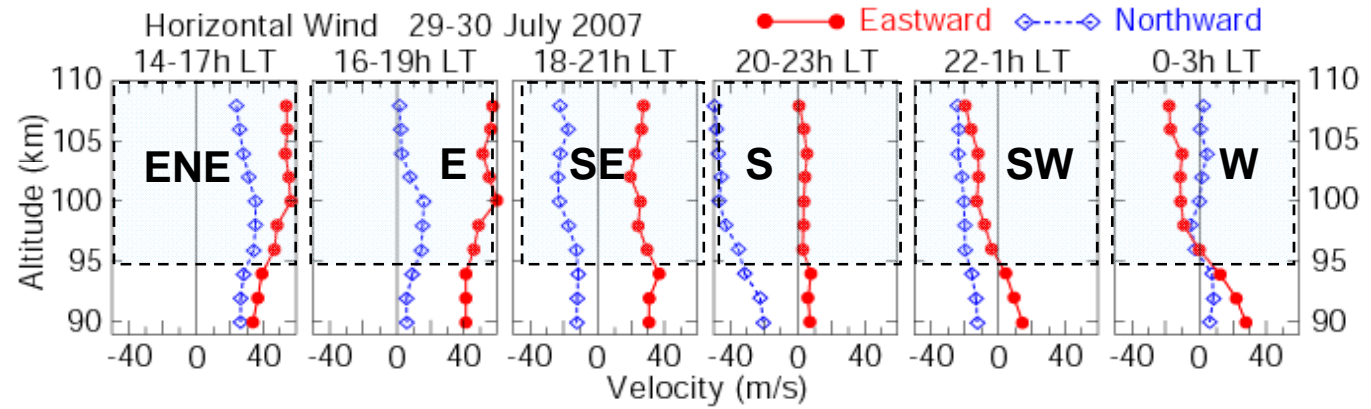 Horizontal Wind 29-30 July 2007 Eastward Northward
14-17h LT 16-19h LT 18-21h LT 20-23h LT 22-1h LT 0-3h LT
110 110
105 105
ENE E SE S SW W
100 100
95 95
90 90
Altitude (km)
-40 0 40 -40 0 40 -40 0 40 -40 0 40 -40 0 40 -40 0 40
Velocity (m/s)